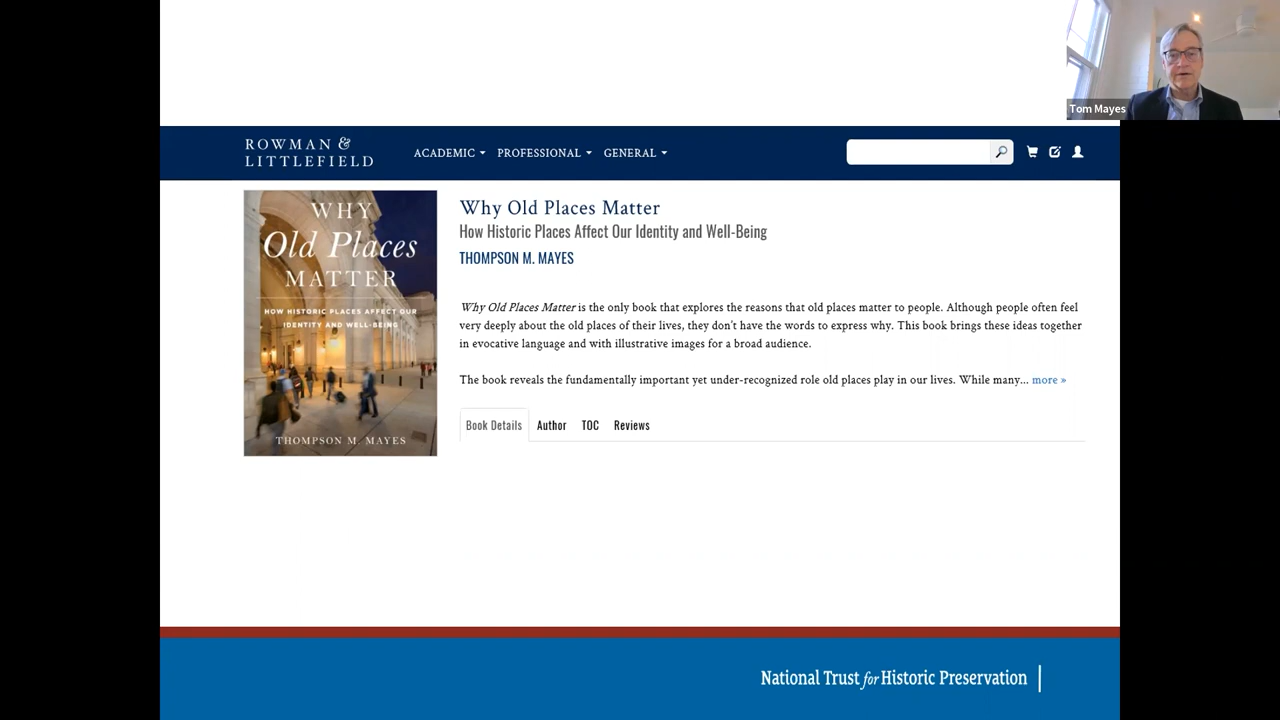 Tom Mayes
ROWMAN &
LITTLEFIELD
ACADEMIC
PROFESSIONAL
GENERAL
WHY
Old Places
MATTER
HOW HISTORIC PLACES AFFECT OUR
IDENTITY AND WELL-BEING
THOMPSON M. MAYES
Why Old Places Matter
How Historic Places Affect Our Identity and Well-Being
THOMPSON M. MAYES
Why Old Places Matter is the only book that explores the reasons that old places matter to people. Although people often feel
very deeply about the old places of their lives, they don't have the words to express why. This book brings these ideas together
in evocative language and with illustrative images for a broad audience.
The book reveals the fundamentally important yet under-recognized role old places play in our lives. While many... more »
Book Details
Author
TOC
Reviews
National Trust for Historic Preservation